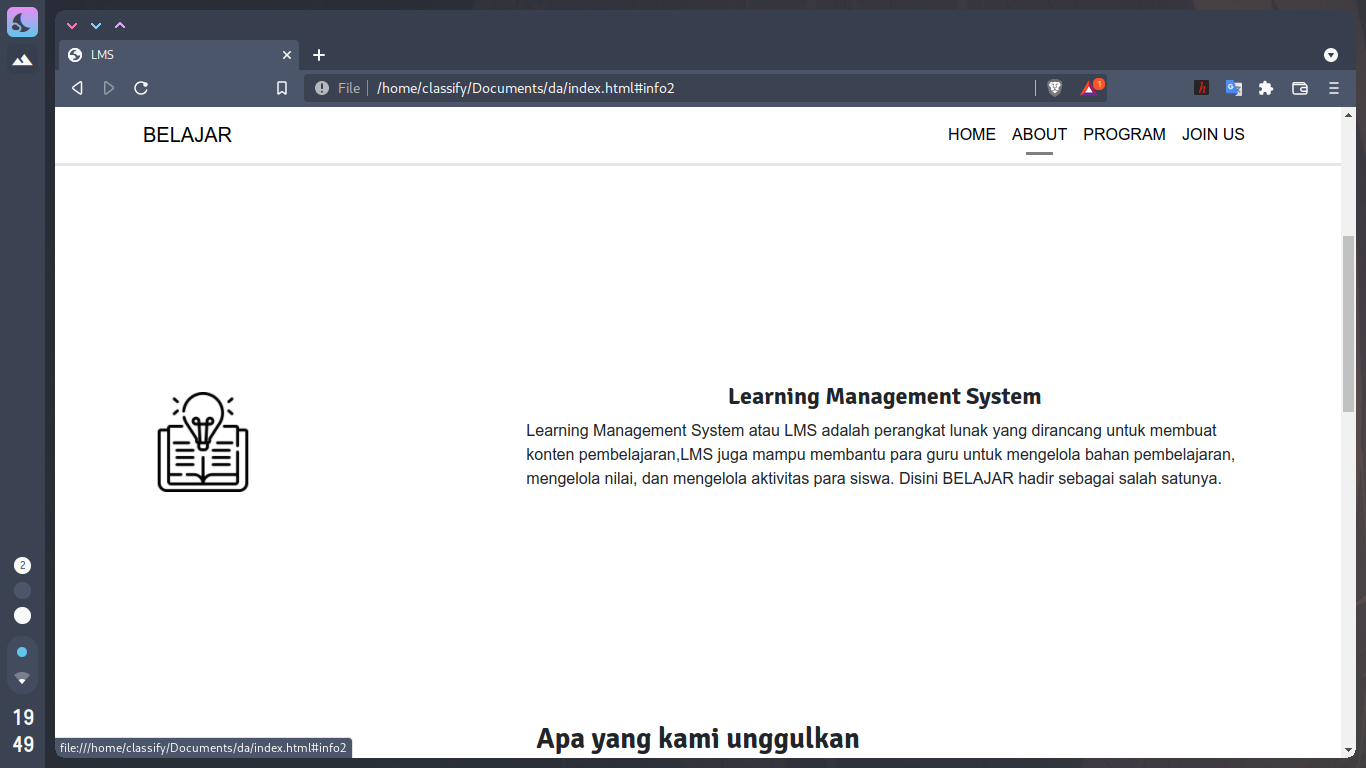 LMS
File
/home/classify/Documents/da/index.html#info2
1
BELAJAR
HOME ABOUT PROGRAM JOIN US
Learning Management System
Learning Management System atau LMS adalah perangkat lunak yang dirancang untuk membuat
konten pembelajaran,LMS juga mampu membantu para guru untuk mengelola bahan pembelajaran,
mengelola nilai, dan mengelola aktivitas para siswa. Disini BELAJAR hadir sebagai salah satunya.
Apa yang kami unggulkan
2
19
49
file:///home/classify/Documents/da/index.html#info2